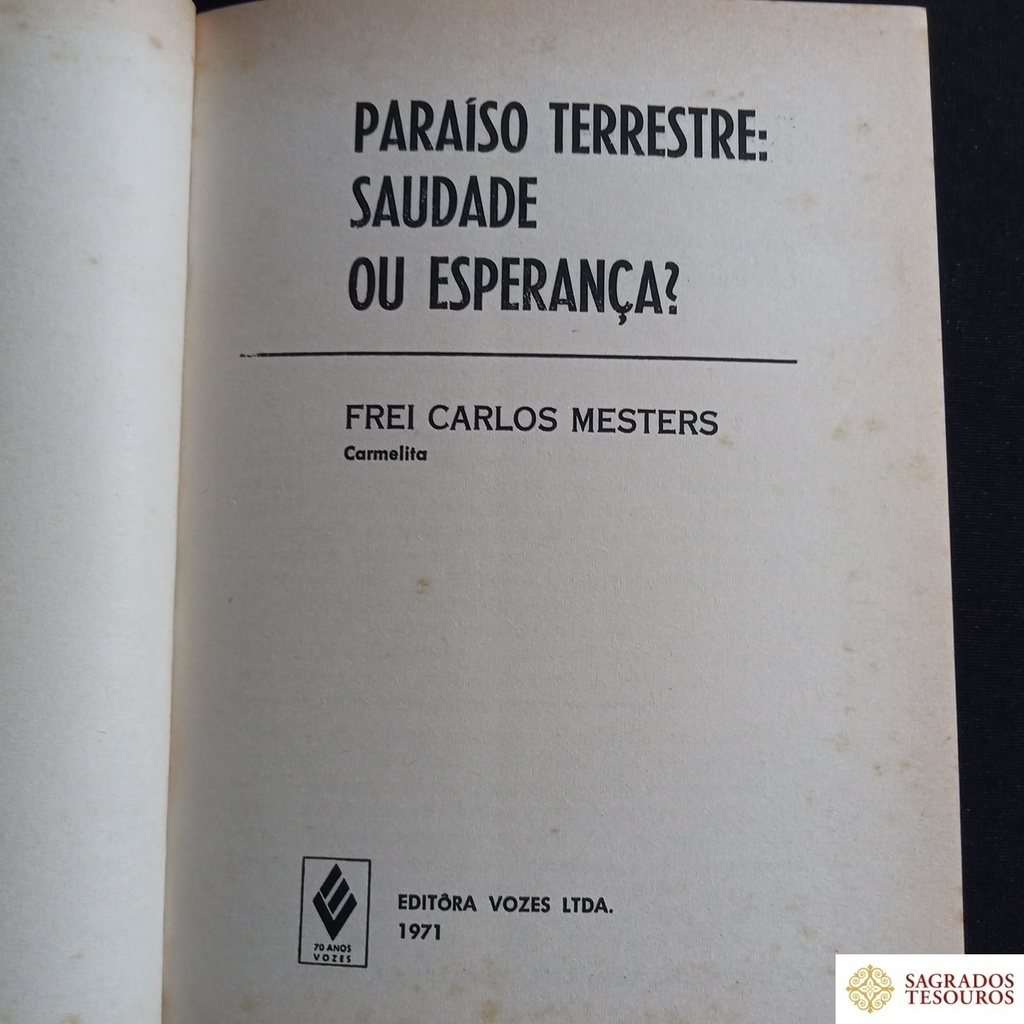 PARAÍSO TERRESTRE:
SAUDADE
OU ESPERANÇA?
FREI CARLOS MESTERS
Carmelita
70 ANOS
VOZES
EDITÔRA VOZES LTDA.
1971
SAGRADOS
TESOUROS